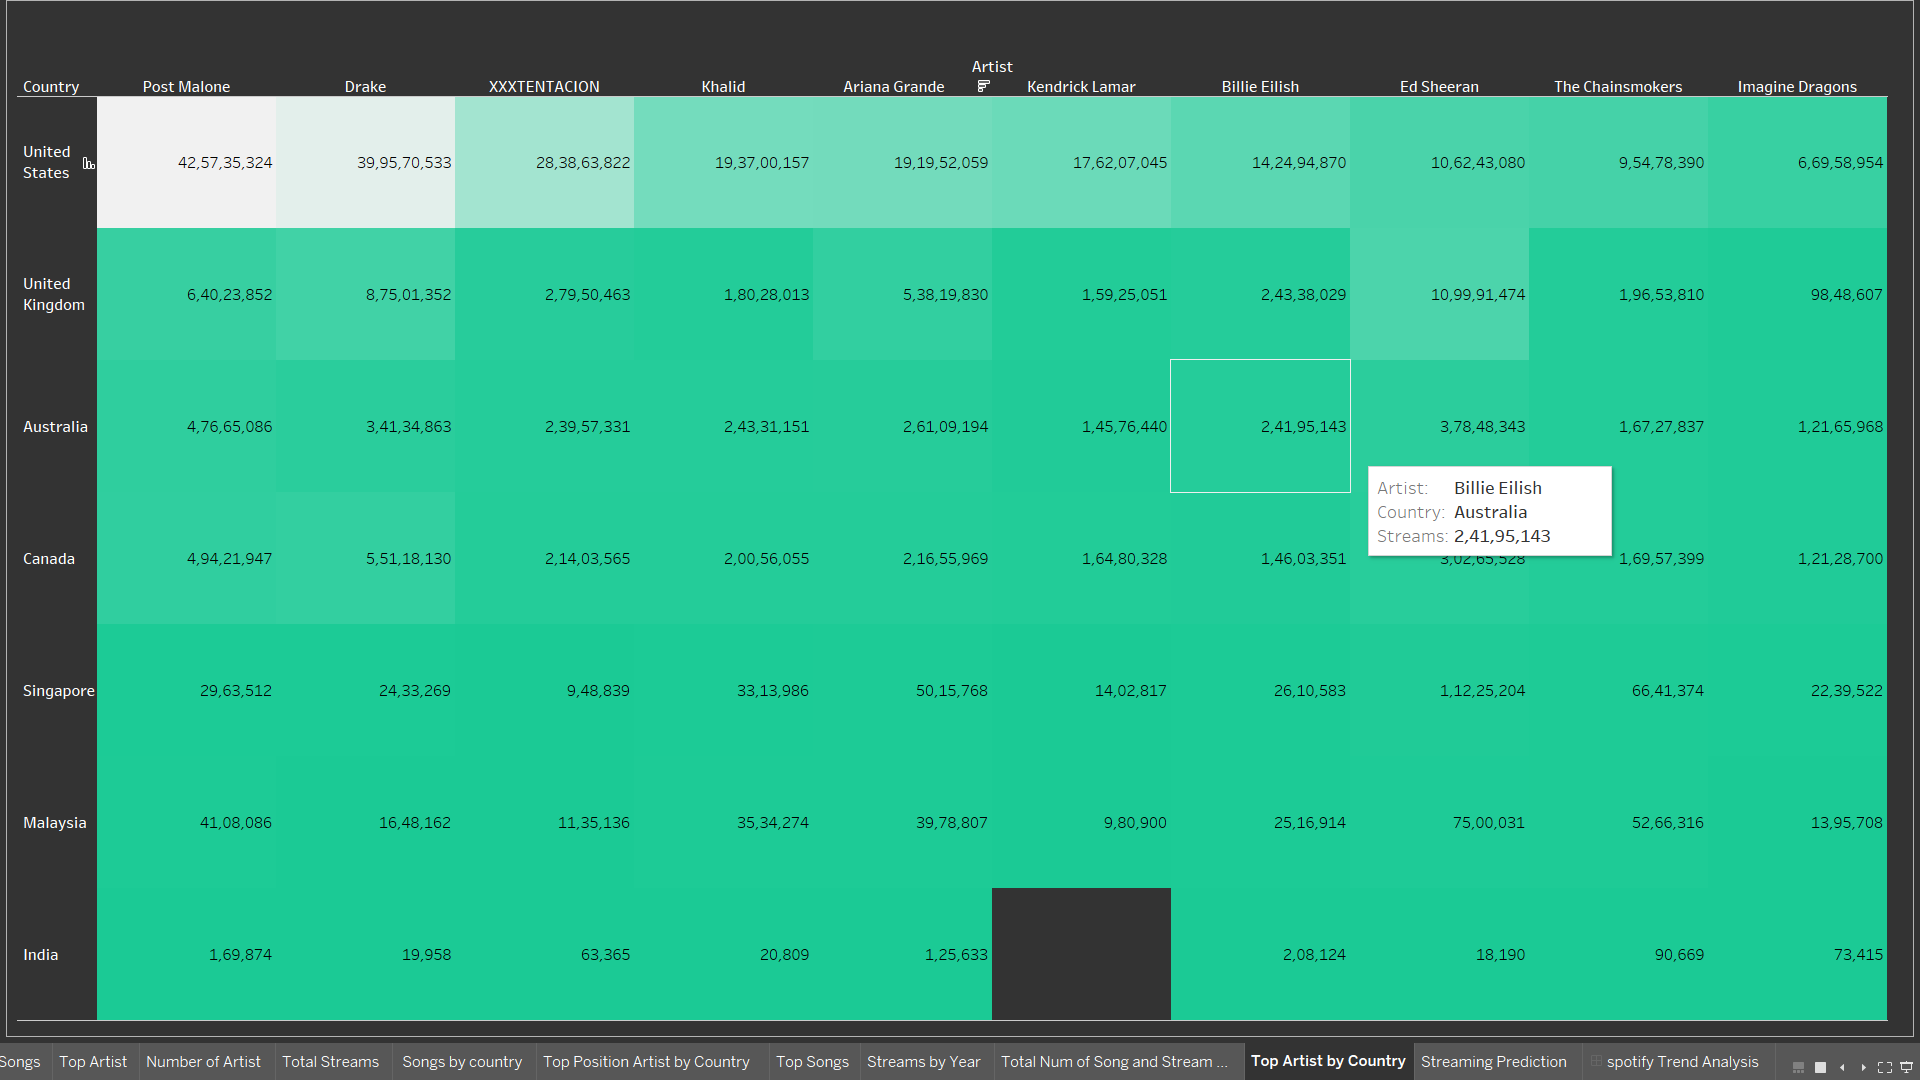 Artist
Country Post Malone Drake XXXTENTACION Khalid Ariana Grande Kendrick Lamar Billie Eilish Ed Sheeran The Chainsmokers Imagine Dragons
United States 42,57,35,324 39,95,70,533 28,38,63,822 19,37,00,157 19,19,52,059 17,62,07,045 14,24,94,870 10,62,43,080 9,54,78,390 6,69,58,954
United Kingdom 6,40,23,852 8,75,01,352 2,79,50,463 1,80,28,013 5,38,19,830 1,59,25,051 2,43,38,029 10,99,91,474 1,96,53,810 98,48,607
Australia 4,76,65,086 3,41,34,863 2,39,57,331 2,43,31,151 2,61,09,194 1,45,76,440 2,41,95,143 3,78,48,343 1,67,27,837 1,21,65,968
Artist: Billie Eilish
Country: Australia
Streams: 2,41,95,143
Canada 4,94,21,947 5,51,18,130 2,14,03,565 2,00,56,055 2,16,55,969 1,64,80,328 1,46,03,351 3,02,65,528 1,69,57,399 1,21,28,700
Singapore 29,63,512 24,33,269 9,48,839 33,13,986 50,15,768 14,02,817 26,10,583 1,12,25,204 66,41,374 22,39,522
Malaysia 41,08,086 16,48,162 11,35,136 35,34,274 39,78,807 9,80,900 25,16,914 75,00,031 52,66,316 13,95,708
India 1,69,874 19,958 63,365 20,809 1,25,633 2,08,124 18,190 90,669 73,415
Songs Top Artist Number of Artist Total Streams Songs by country Top Position Artist by Country Top Songs Streams by Year Total Num of Song and Stream ... Top Artist by Country Streaming Prediction spotify Trend Analysis